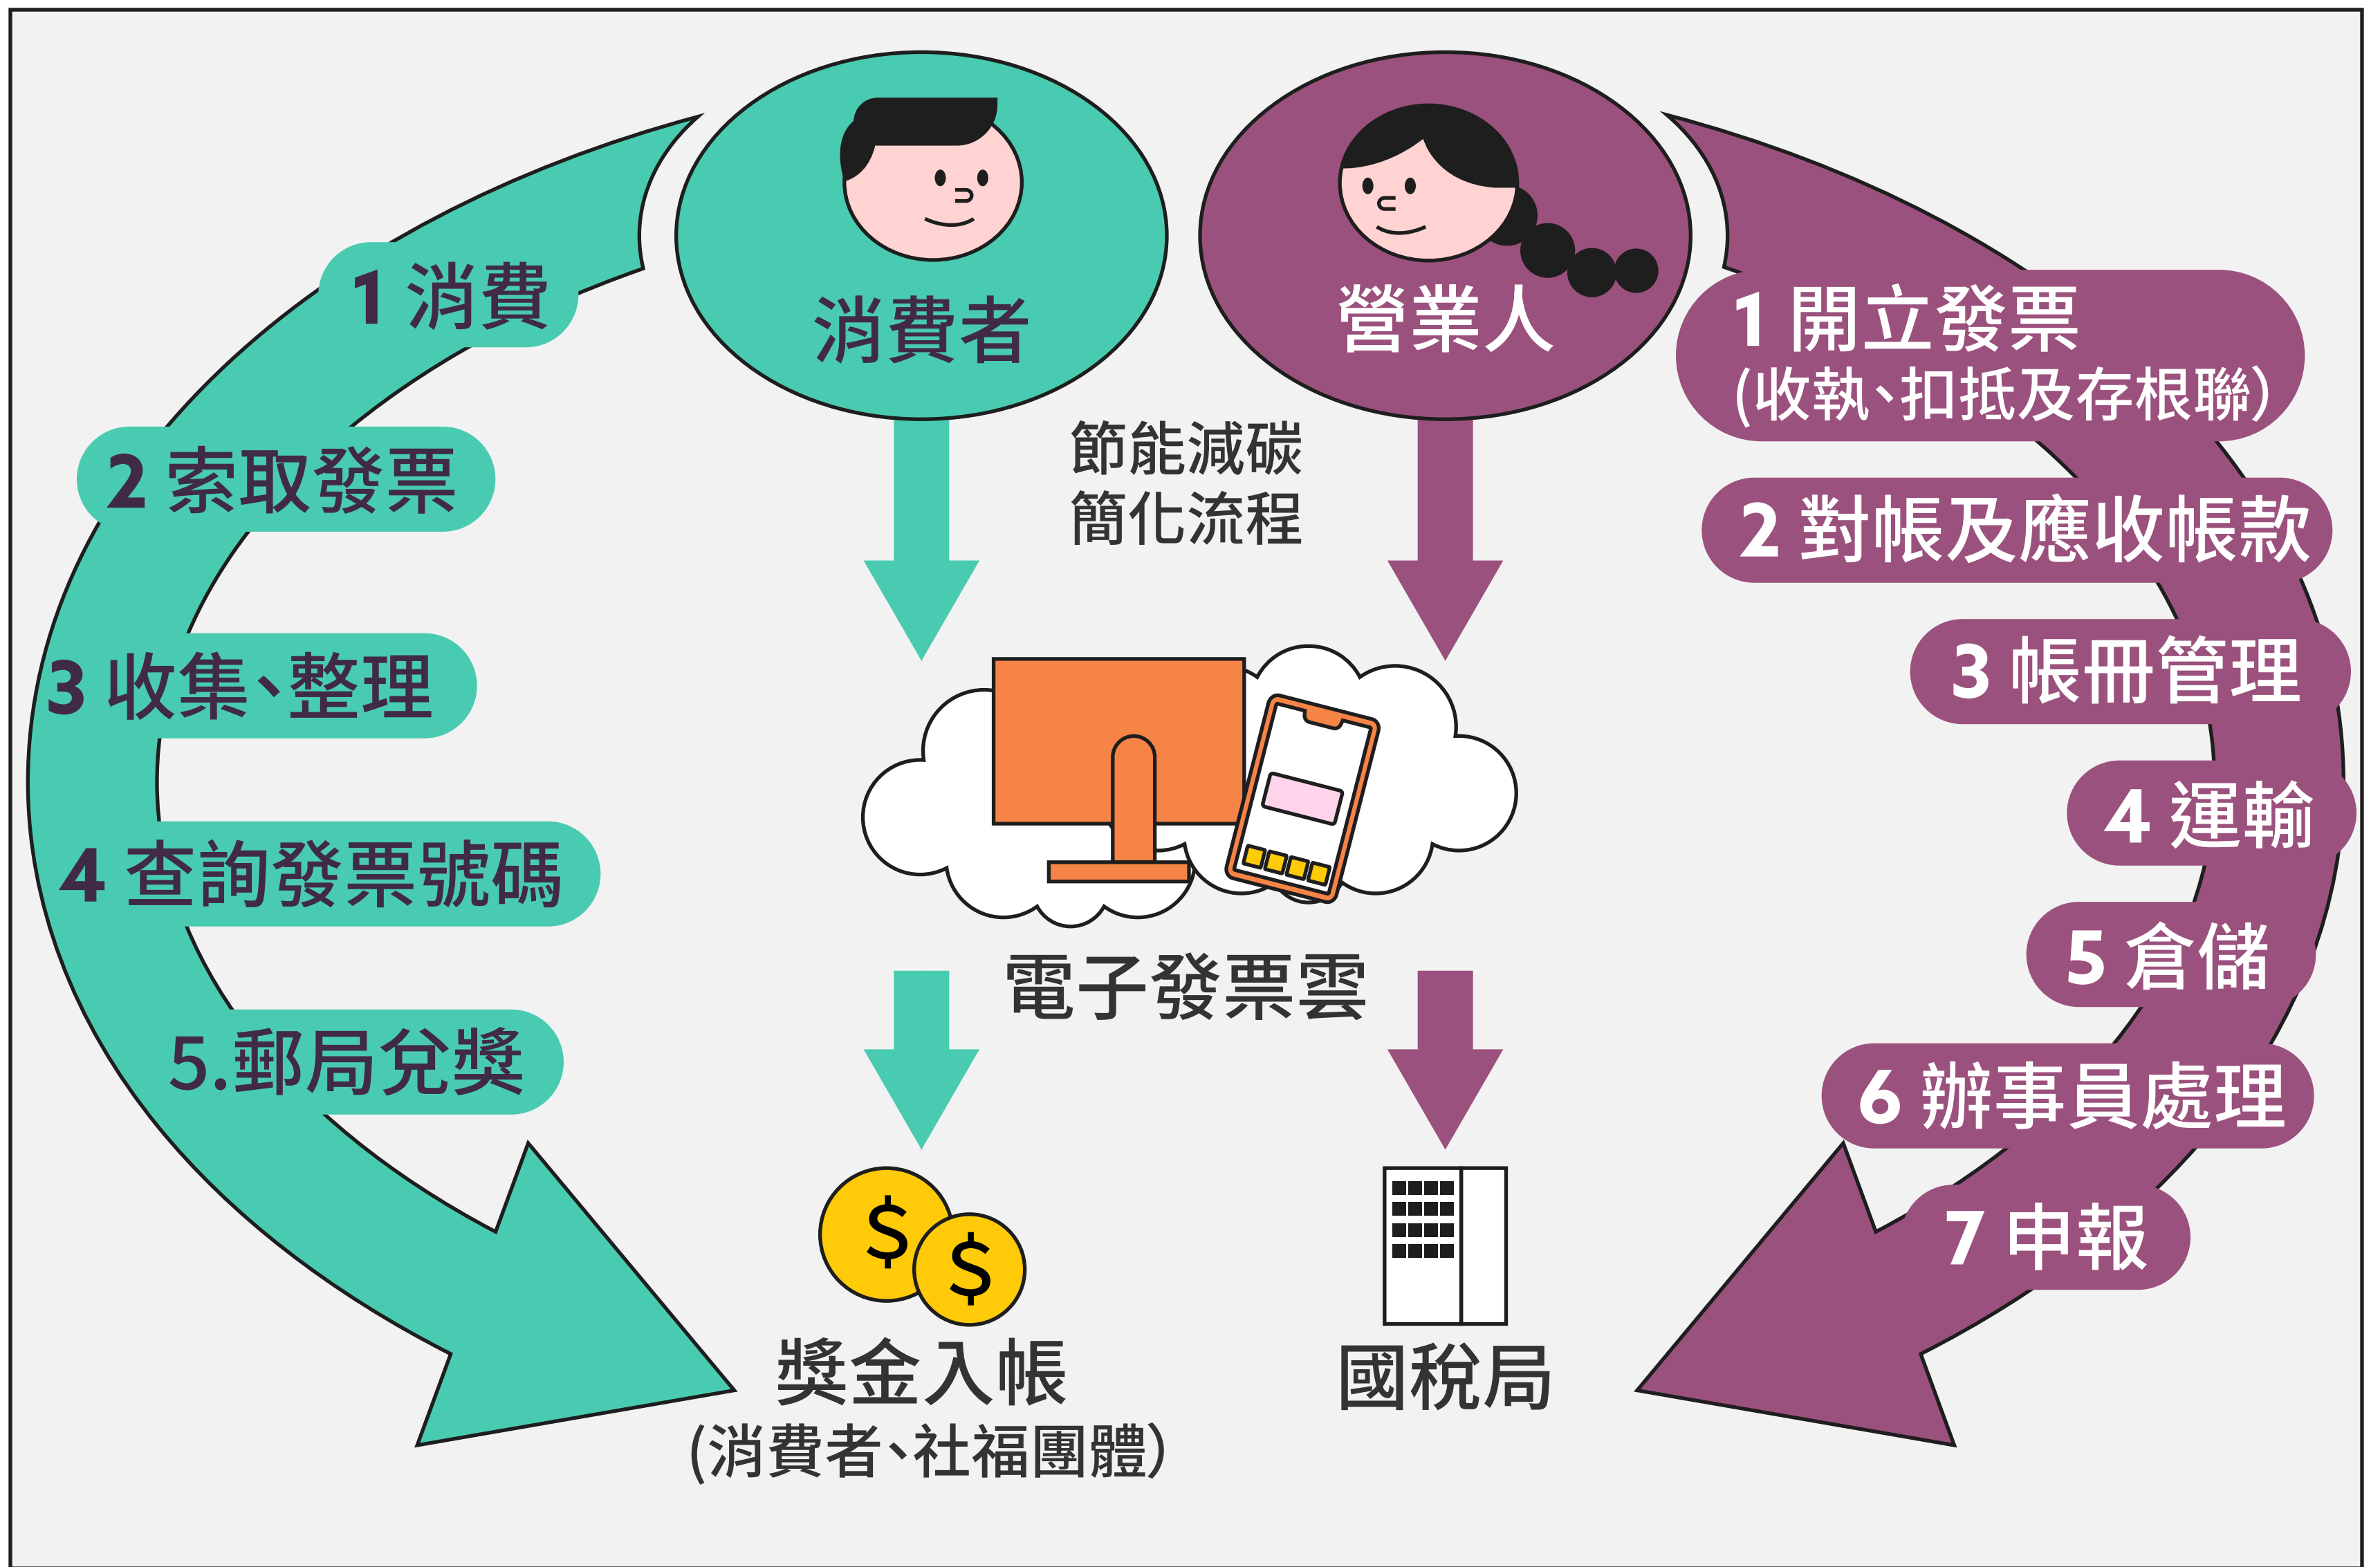 消費者
營業人
1 消費
2 索取發票
3 收集、整理
4 查詢發票號碼
5.郵局兌獎
節能減碳
簡化流程
電子發票雲
獎金入帳
(消費者、社福團體)
國稅局
1 開立發票
(收執、扣抵及存根聯)
2 對帳及應收帳款
3 帳冊管理
4 運輸
5 倉儲
6 辦事員處理
7 申報
$
$